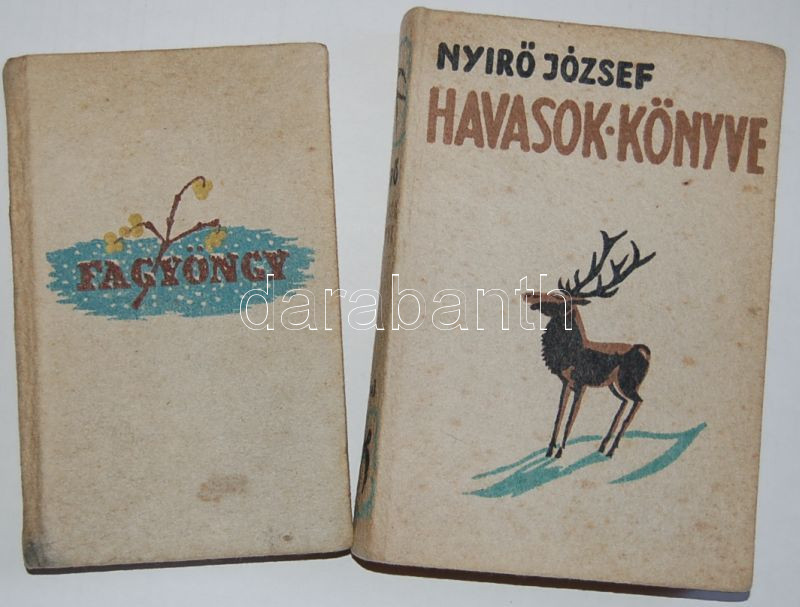 FAGYÖNGY
NYIRŐ JÓZSEF
HAVASOK·KÖNYVE
darabanth